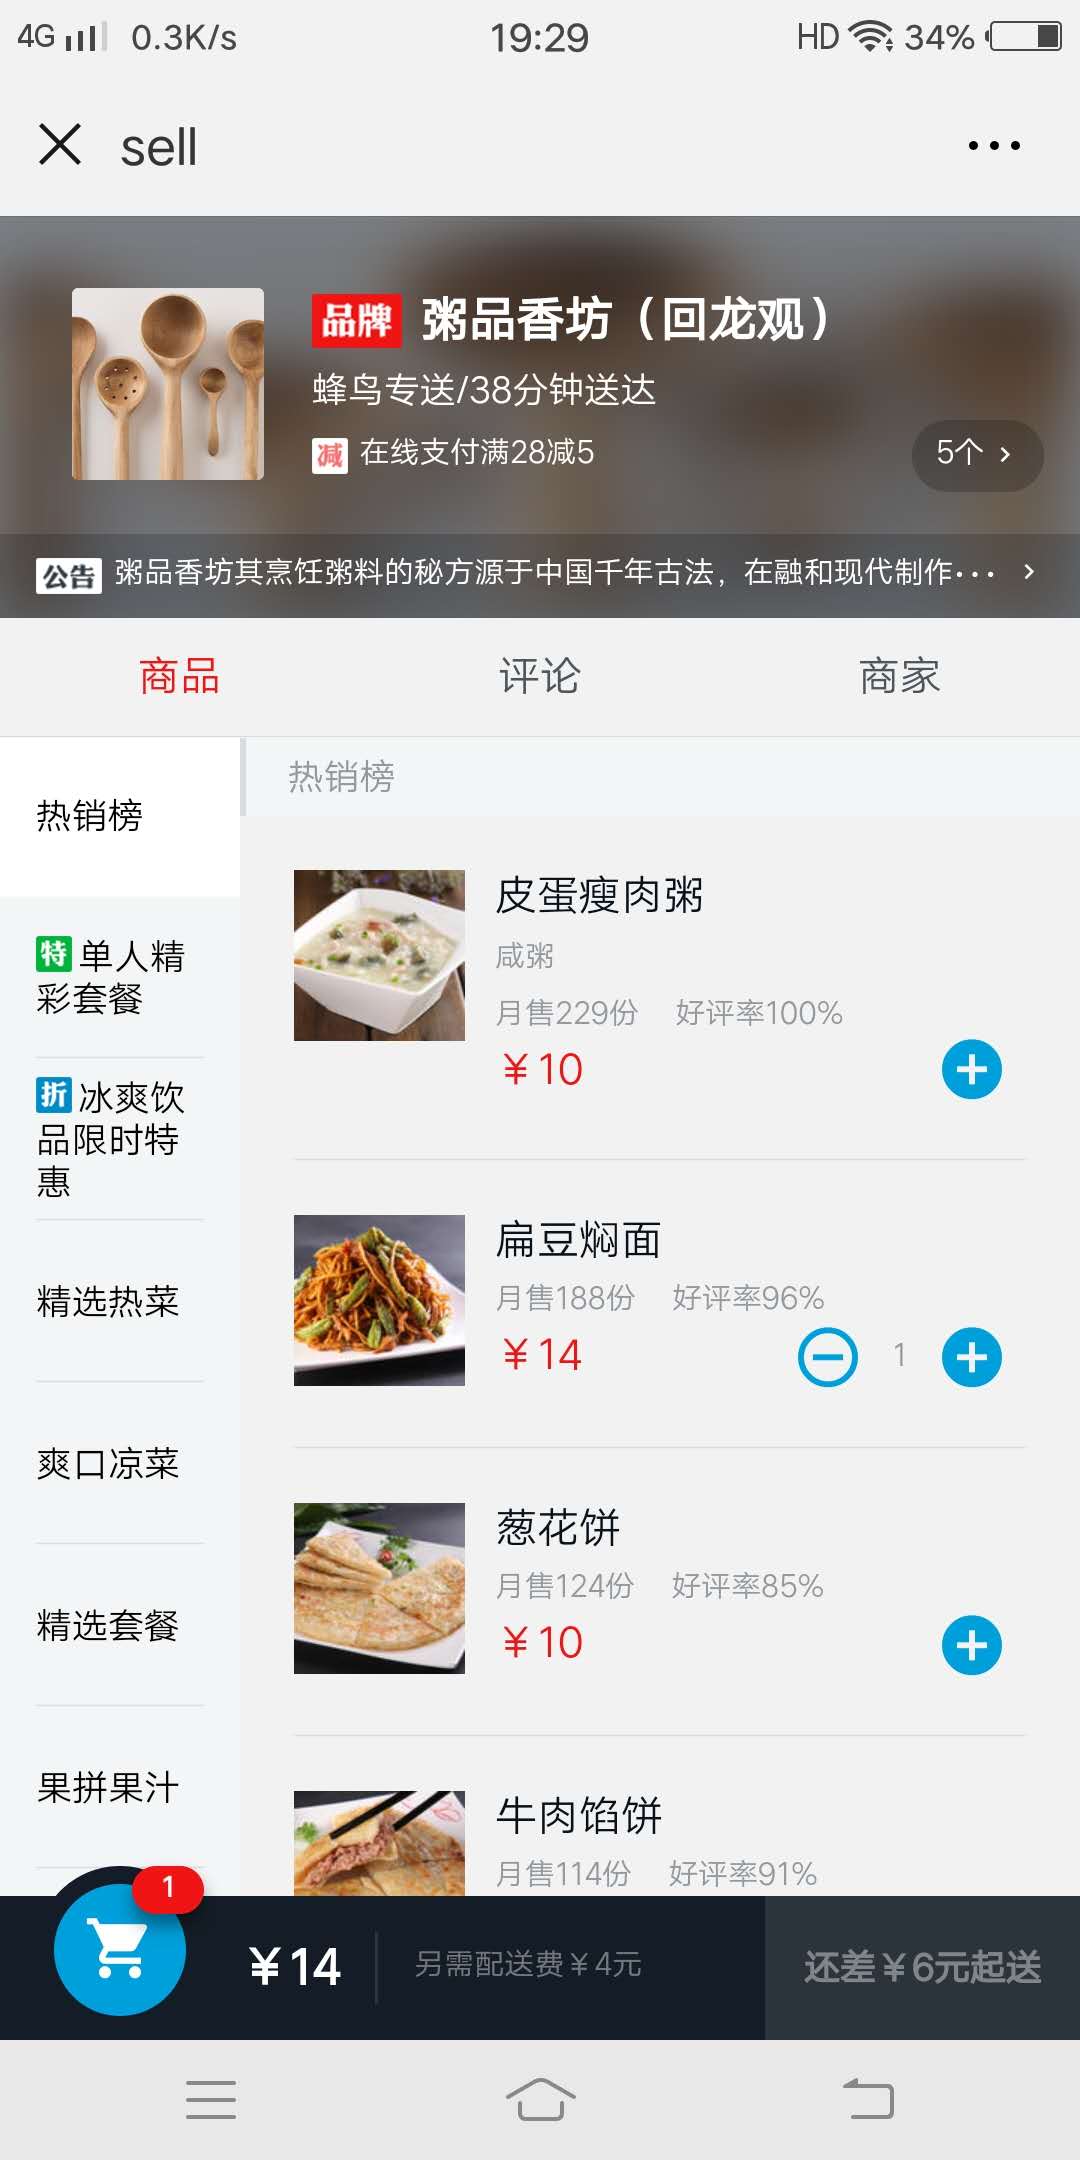 4G 0.3K/s 19:29 HD 34%
sell
品牌 粥品香坊（回龙观）
蜂鸟专送/38分钟送达
减 在线支付满28减5
5个
公告 粥品香坊其烹饪粥料的秘方源于中国千年古法，在融和现代制作···
商品 评论 商家
热销榜
特 单人精
彩套餐
折 冰爽饮
品限时特
惠
精选热菜
爽口凉菜
精选套餐
果拼果汁
热销榜
皮蛋瘦肉粥
咸粥
月售229份 好评率100%
￥10
扁豆焖面
月售188份 好评率96%
￥14 1
葱花饼
月售124份 好评率85%
￥10
牛肉馅饼
月售114份 好评率91%
1
￥14 另需配送费￥4元 还差￥6元起送